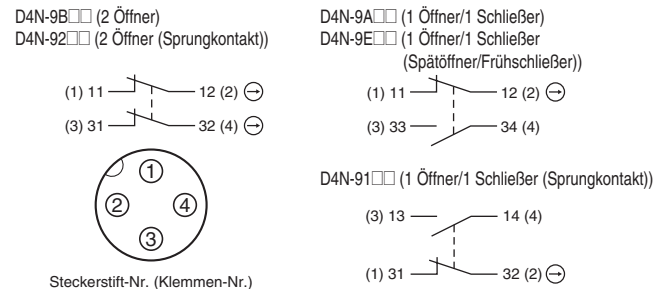 D4N-9B□□ (2 Öffner)
D4N-92□□ (2 Öffner (Sprungkontakt))
(1) 11 12 (2)
(3) 31 32 (4)
1
2 4
3
Steckerstift-Nr. (Klemmen-Nr.)
D4N-9A□□ (1 Öffner/1 Schließer)
D4N-9E□□ (1 Öffner/1 Schließer
(Spätöffner/Frühschließer))
(1) 11 12 (2)
(3) 33 34 (4)
D4N-91□□ (1 Öffner/1 Schließer (Sprungkontakt))
(3) 13 14 (4)
(1) 31 32 (2)